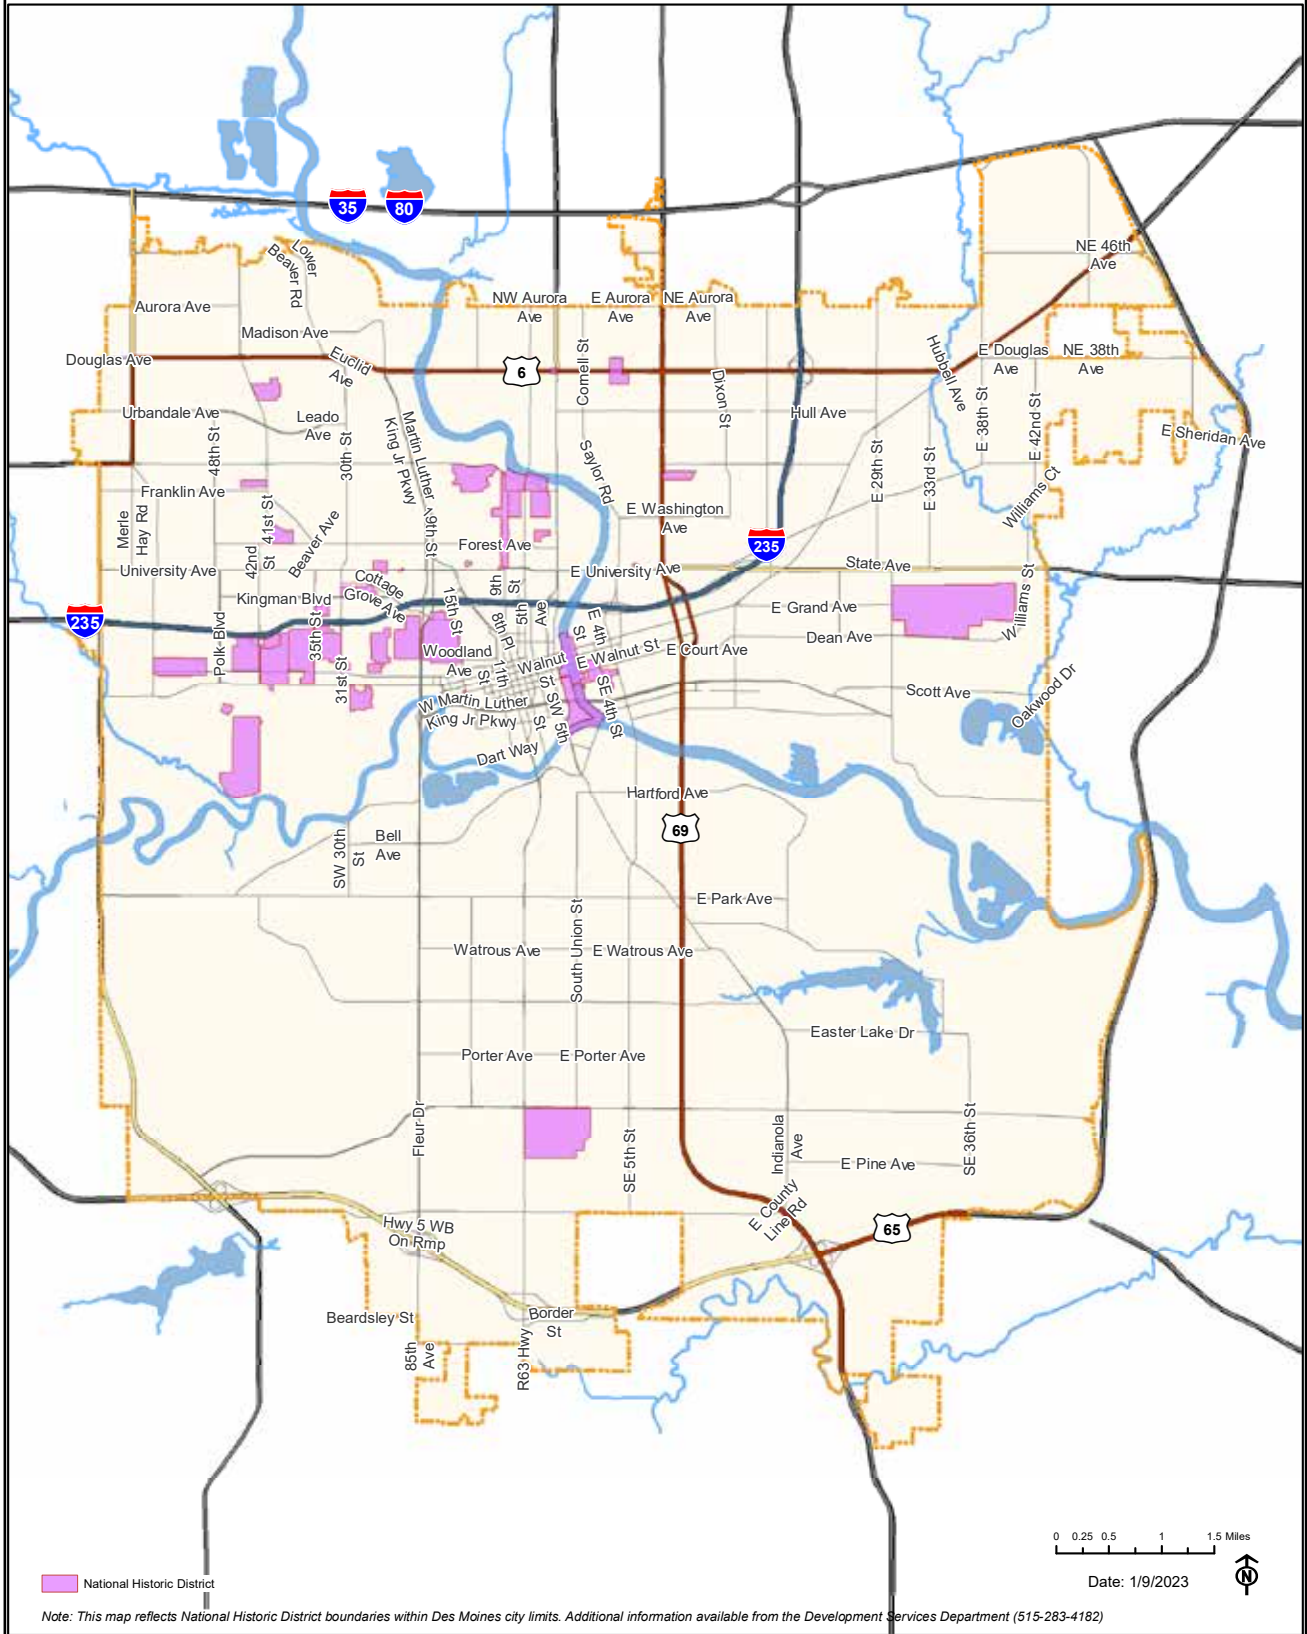 35
80
NE 46th
Ave
Lower
Beaver Rd
Aurora Ave
NW Aurora
Ave
E Aurora
Ave
NE Aurora
Ave
Madison Ave
Douglas Ave
Euclid
Ave
6
Cornell St
Dixon St
Hubbell Ave
E Douglas
Ave
NE 38th
Ave
Urbandale Ave
Leado
Ave
Hull Ave
E Sheridan Ave
48th St
30th St
Martin Luther
King Jr Pkwy
Saylor Rd
E 29th St
E 33rd St
E 38th St
E 42nd St
Franklin Ave
Merle
Hay Rd
41st St
42nd
St
Beaver Ave
19th St
E Washington
Ave
Williams Ct
Forest Ave
235
University Ave
E University Ave
State Ave
Cottage
Grove Ave
9th
St
Kingman Blvd
15th St
5th
Ave
E Grand Ave
Williams St
235
Polk Blvd
35th St
31st St
8th Pl
E 4th
St
Dean Ave
Woodland
Ave
11th
St
Walnut
St
E Walnut St
E Court Ave
Scott Ave
Oakwood Dr
W Martin Luther
King Jr Pkwy
SW 5th
St
SE 4th St
Dart Way
Hartford Ave
69
SW 30th
St
Bell
Ave
E Park Ave
South Union St
Watrous Ave
E Watrous Ave
Easter Lake Dr
Porter Ave
E Porter Ave
Fleur Dr
SE 5th St
Indianola
Ave
SE 36th St
E Pine Ave
E County
Line Rd
65
Hwy 5 WB
On Rmp
Beardsley St
Border
St
85th
Ave
R63 Hwy
0 0.25 0.5 1 1.5 Miles
Date: 1/9/2023
N
National Historic District
Note: This map reflects National Historic District boundaries within Des Moines city limits. Additional information available from the Development Services Department (515-283-4182)